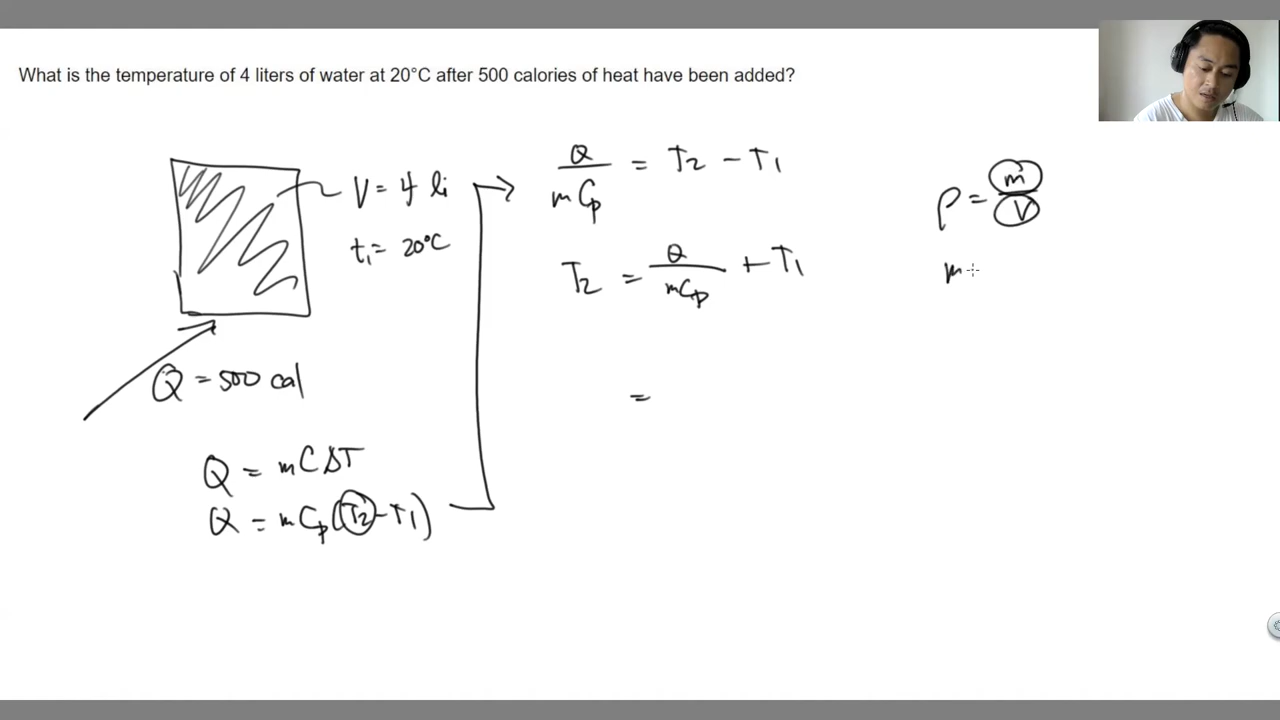 What is the temperature of 4 liters of water at 20°C after 500 calories of heat have been added?
V = 4 li
t₁ = 20°C
Q = 500 cal
Q = mCΔT
Q = mCp(T2 - T1)
Q/mCp = T2 - T1
T2 = Q/mCp + T1
=
ρ = m/V
m